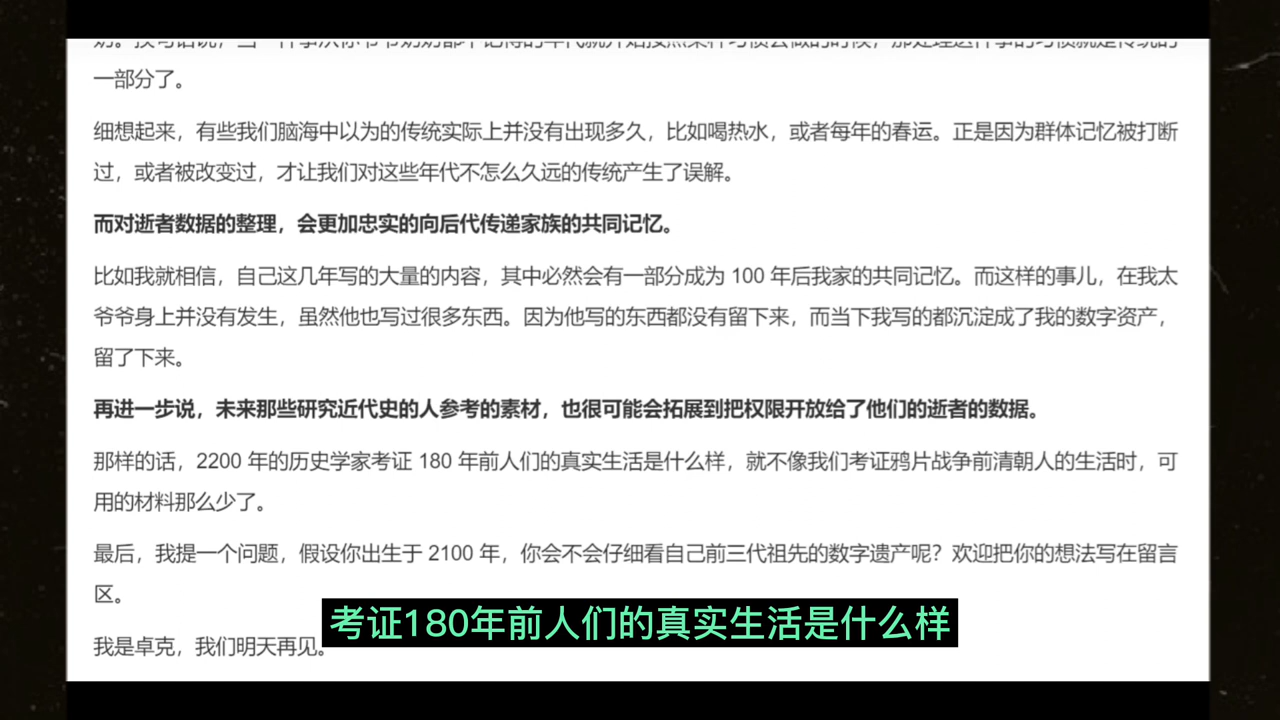 一部分了。
细想起来，有些我们脑海中以为的传统实际上并没有出现多久，比如喝热水，或者每年的春运。正是因为群体记忆被打断
过，或者被改变过，才让我们对这些年代不怎么久远的传统产生了误解。
而对逝者数据的整理，会更加忠实的向后代传递家族的共同记忆。
比如我就相信，自己这几年写的大量的内容，其中必然会有一部分成为 100 年后我家的共同记忆。而这样的事儿，在我太
爷爷身上并没有发生，虽然他也写过很多东西。因为他写的东西都没有留下来，而当下我写的都沉淀成了我的数字资产，
留了下来。
再进一步说，未来那些研究近代史的人参考的素材，也很可能会拓展到把权限开放给了他们的逝者的数据。
那样的话，2200 年的历史学家考证 180 年前人们的真实生活是什么样，就不像我们考证鸦片战争前清朝人的生活时，可
用的材料那么少了。
最后，我提一个问题，假设你出生于 2100 年，你会不会仔细看自己前三代祖先的数字遗产呢？欢迎把你的想法写在留言
区。
考证180年前人们的真实生活是什么样
我是卓克，我们明天再见。